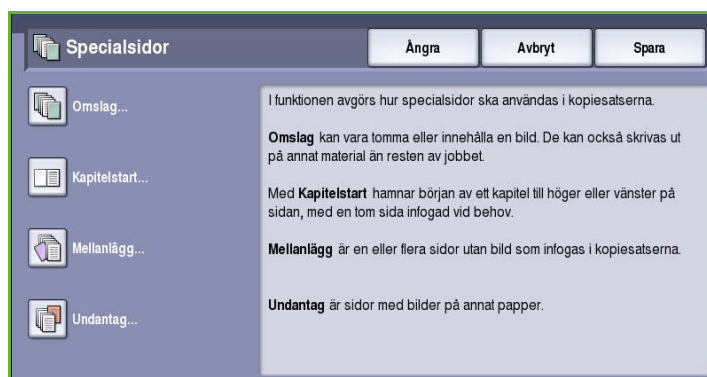 Specialsidor
Ångra
Avbryt
Spara
Omslag...
Kapitelstart...
Mellanlägg...
Undantag...
I funktionen avgörs hur specialsidor ska användas i kopiesatserna.
Omslag kan vara tomma eller innehålla en bild. De kan också skrivas ut
på annat material än resten av jobbet.
Med Kapitelstart hamnar början av ett kapitel till höger eller vänster på
sidan, med en tom sida infogad vid behov.
Mellanlägg är en eller flera sidor utan bild som infogas i kopiesatserna.
Undantag är sidor med bilder på annat papper.